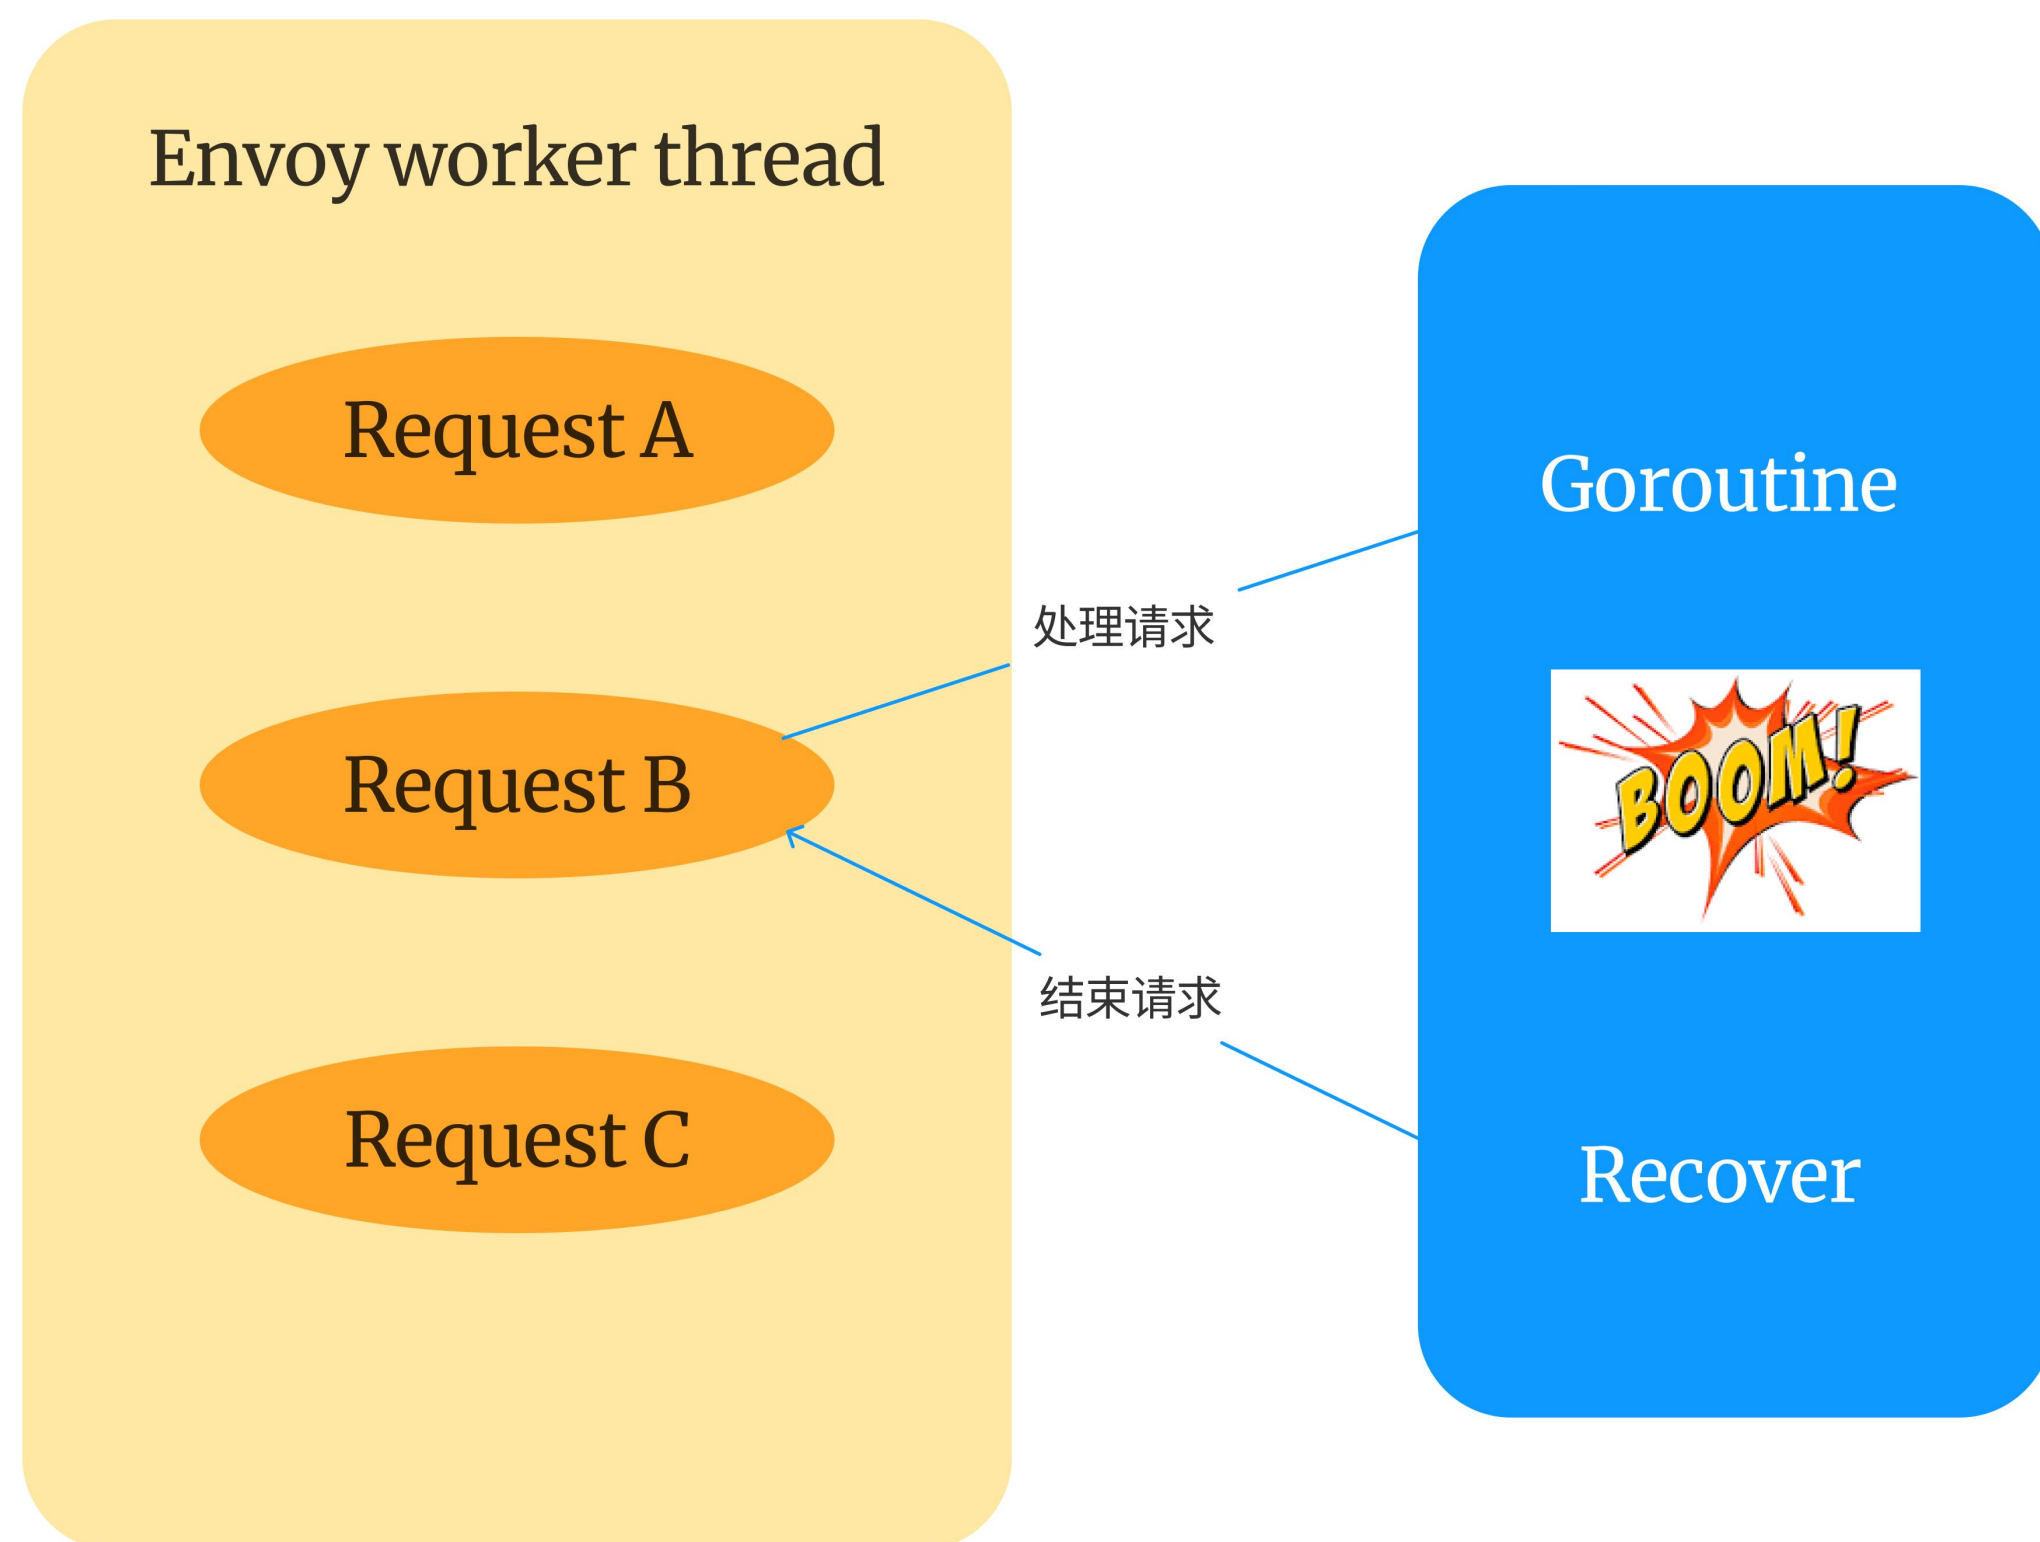 Envoy worker thread
Request A
Goroutine
处理请求
Request B
BOOM!
结束请求
Request C
Recover